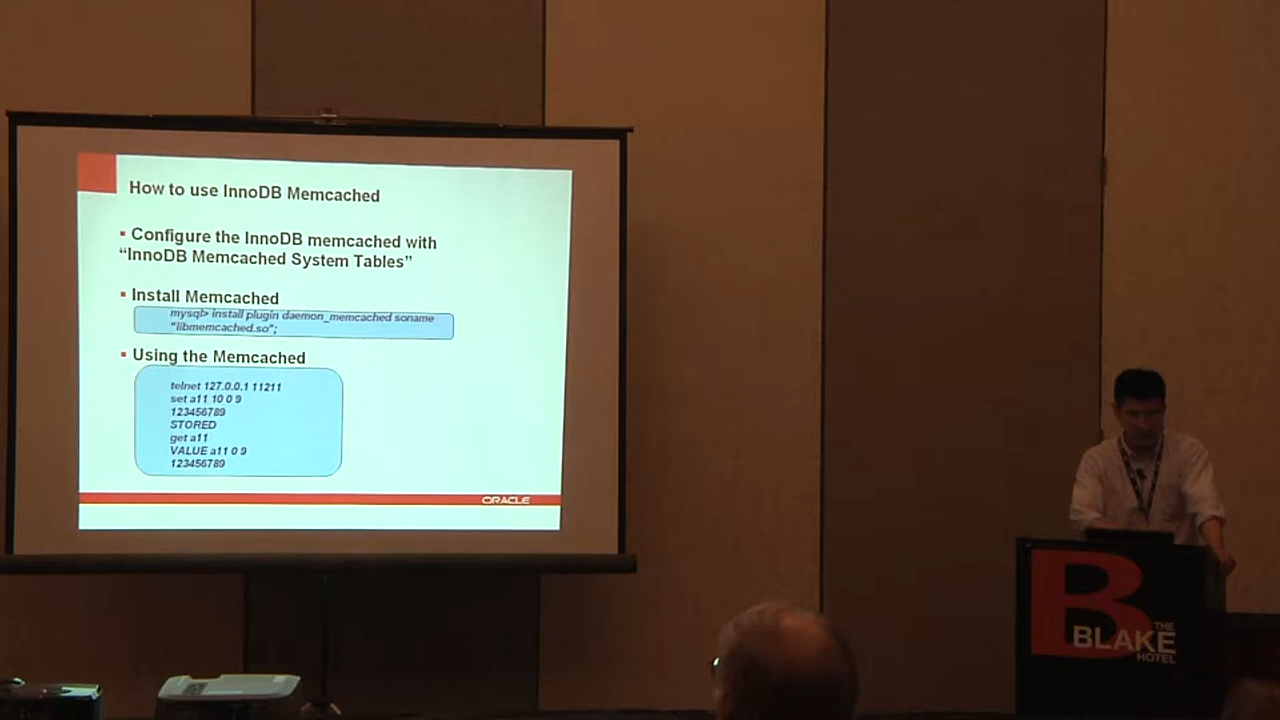 How to use InnoDB Memcached
▪ Configure the InnoDB memcached with
“InnoDB Memcached System Tables”
▪ Install Memcached
mysql> install plugin daemon_memcached soname
"libmemcached.so";
▪ Using the Memcached
telnet 127.0.0.1 11211
set a11 10 0 9
123456789
STORED
get a11
VALUE a11 0 9
123456789
ORACLE
B
THE
BLAKE
HOTEL